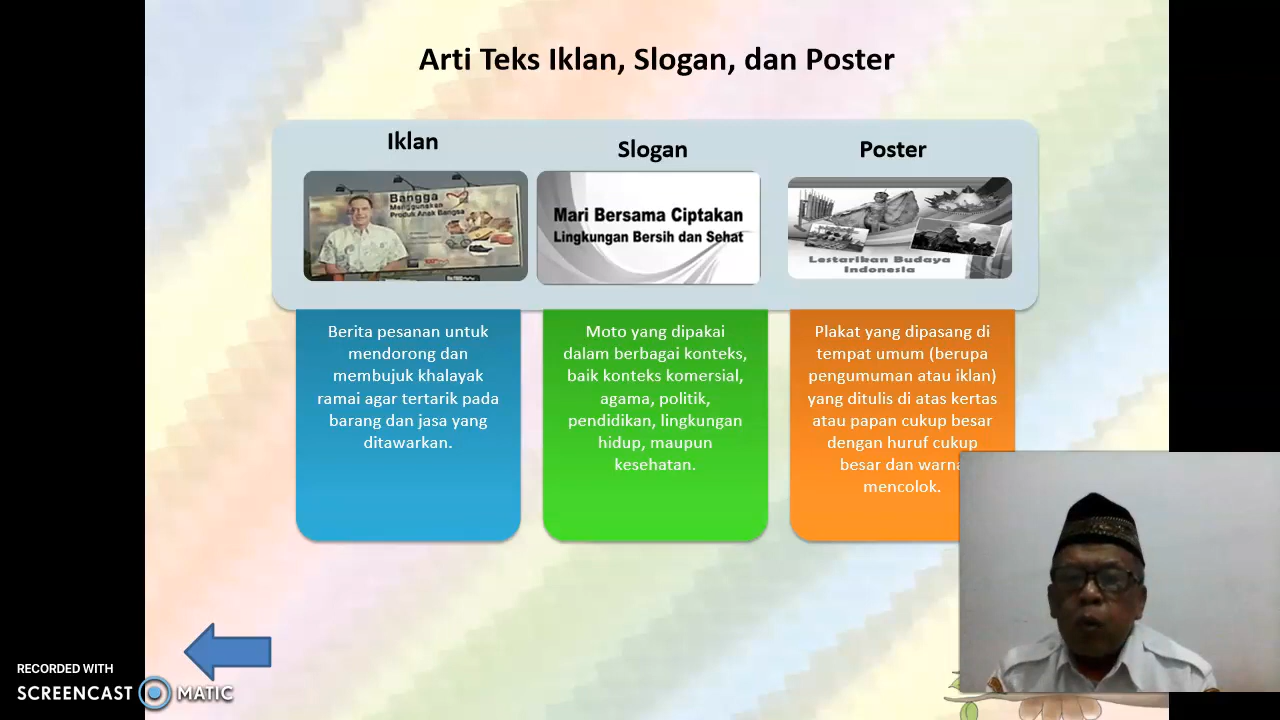 Arti Teks Iklan, Slogan, dan Poster
Iklan
Bangga
Menggunakan
Produk Anak Bangsa
Berita pesanan untuk
mendorong dan
membujuk khalayak
ramai agar tertarik pada
barang dan jasa yang
ditawarkan.
Slogan
Mari Bersama Ciptakan
Lingkungan Bersih dan Sehat
Moto yang dipakai
dalam berbagai konteks,
baik konteks komersial,
agama, politik,
pendidikan, lingkungan
hidup, maupun
kesehatan.
Poster
Lestarikan Budaya
Indonesia
Plakat yang dipasang di
tempat umum (berupa
pengumuman atau iklan)
yang ditulis di atas kertas
atau papan cukup besar
dengan huruf cukup
besar dan warna
mencolok.
RECORDED WITH
SCREENCAST MATIC